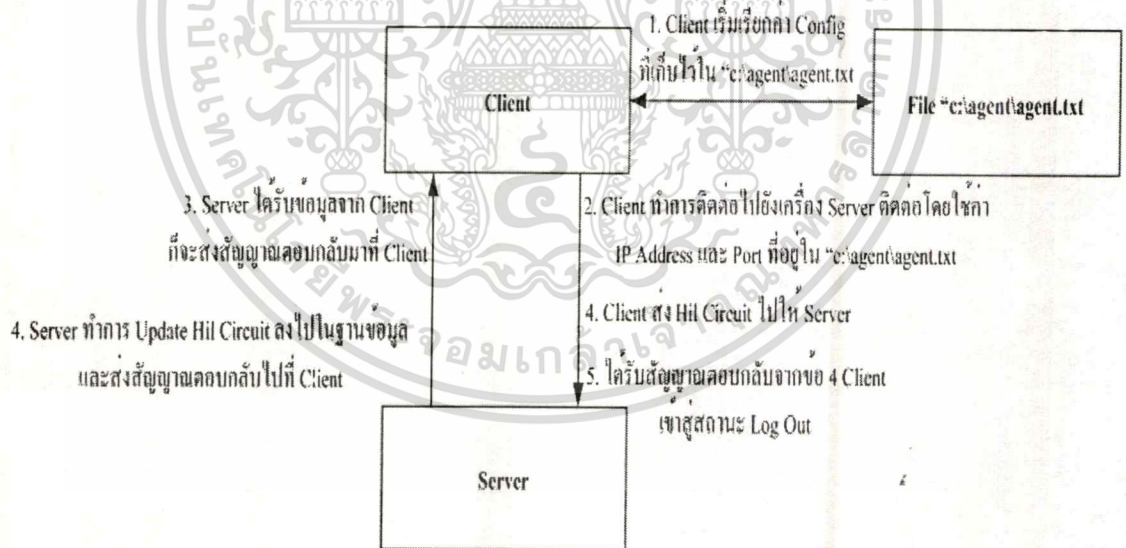 1. Client เริ่มเรียกค่า Config
ที่เก็บไว้ใน "c:\agent\agent.txt
Client
File "c:\agent\agent.txt
3. Server ได้รับข้อมูลจาก Client
ก็จะส่งสัญญาณตอบกลับมาที่ Client
2. Client ทำการติดต่อไปยังเครื่อง Server ติดต่อโดยใช้ค่า
IP Address และ Port ที่อยู่ใน "c:\agent\agent.txt
4. Server ทำการ Update Hil Circuit ลงไปในฐานข้อมูล
และส่งสัญญาณตอบกลับไปที่ Client
4. Client ส่ง Hil Circuit ไปให้ Server
5. ได้รับสัญญาณตอบกลับจากข้อ 4 Client
เข้าสู่สถานะ Log Out
Server